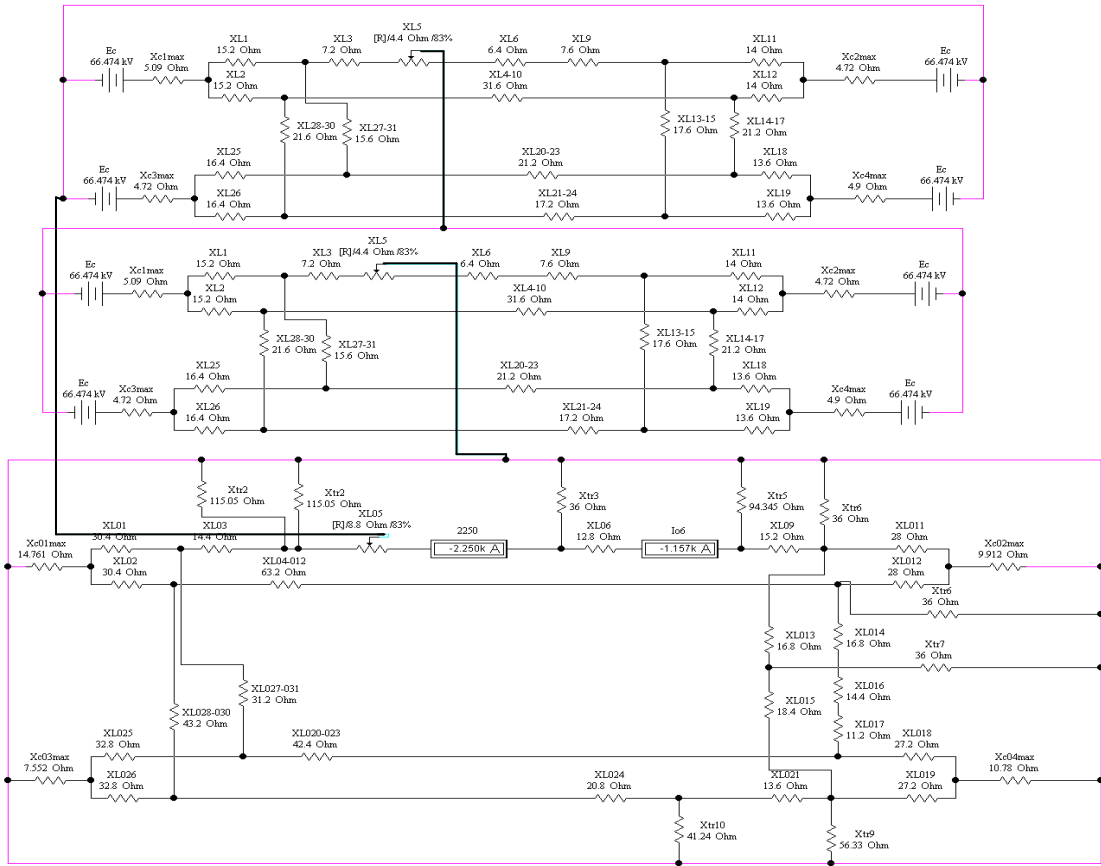 XL5
XL1 XL3 [R]/4.4 Ohm /83% XL6 XL9 XL11
Ec 15.2 Ohm 7.2 Ohm 6.4 Ohm 7.6 Ohm 14 Ohm Ec
66.474 kV Xc1max Xc2max 66.474 kV
5.09 Ohm XL2 XL4-10 XL12 4.72 Ohm
15.2 Ohm 31.6 Ohm 14 Ohm
XL28-30 XL27-31 XL13-15 XL14-17
21.6 Ohm 15.6 Ohm 17.6 Ohm 21.2 Ohm
XL25 XL20-23 XL18
Ec 16.4 Ohm 21.2 Ohm 13.6 Ohm Ec
66.474 kV Xc3max Xc4max 66.474 kV
4.72 Ohm XL26 XL21-24 XL19 4.9 Ohm
16.4 Ohm 17.2 Ohm 13.6 Ohm
XL5
XL1 XL3 [R]/4.4 Ohm /83% XL6 XL9 XL11
Ec 15.2 Ohm 7.2 Ohm 6.4 Ohm 7.6 Ohm 14 Ohm Ec
66.474 kV Xc1max Xc2max 66.474 kV
5.09 Ohm XL2 XL4-10 XL12 4.72 Ohm
15.2 Ohm 31.6 Ohm 14 Ohm
XL28-30 XL27-31 XL13-15 XL14-17
21.6 Ohm 15.6 Ohm 17.6 Ohm 21.2 Ohm
XL25 XL20-23 XL18
Ec 16.4 Ohm 21.2 Ohm 13.6 Ohm Ec
66.474 kV Xc3max Xc4max 66.474 kV
4.72 Ohm XL26 XL21-24 XL19 4.9 Ohm
16.4 Ohm 17.2 Ohm 13.6 Ohm
Xtr2 Xtr2 Xtr3 Xtr5 Xtr6
115.05 Ohm 115.05 Ohm 36 Ohm 94.345 Ohm 36 Ohm
XL05
XL01 XL03 [R]/8.8 Ohm /83% 2250 XL06 Io6 XL09 XL011
30.4 Ohm 14.4 Ohm -2.250k A 12.8 Ohm -1.157k A 15.2 Ohm 28 Ohm
Xc01max Xc02max
14.761 Ohm 9.912 Ohm
XL02 XL04-012 XL012
30.4 Ohm 63.2 Ohm 28 Ohm
Xtr6
36 Ohm
XL013 XL014 Xtr7
16.8 Ohm 16.8 Ohm 36 Ohm
XL027-031 XL015 XL016
31.2 Ohm 18.4 Ohm 14.4 Ohm
XL028-030 XL017
43.2 Ohm 11.2 Ohm
XL025 XL020-023 XL018
32.8 Ohm 42.4 Ohm 27.2 Ohm
Xc03max Xc04max
7.552 Ohm 10.78 Ohm
XL026 XL024 XL021 XL019
32.8 Ohm 20.8 Ohm 13.6 Ohm 27.2 Ohm
Xtr10 Xtr9
41.24 Ohm 56.33 Ohm